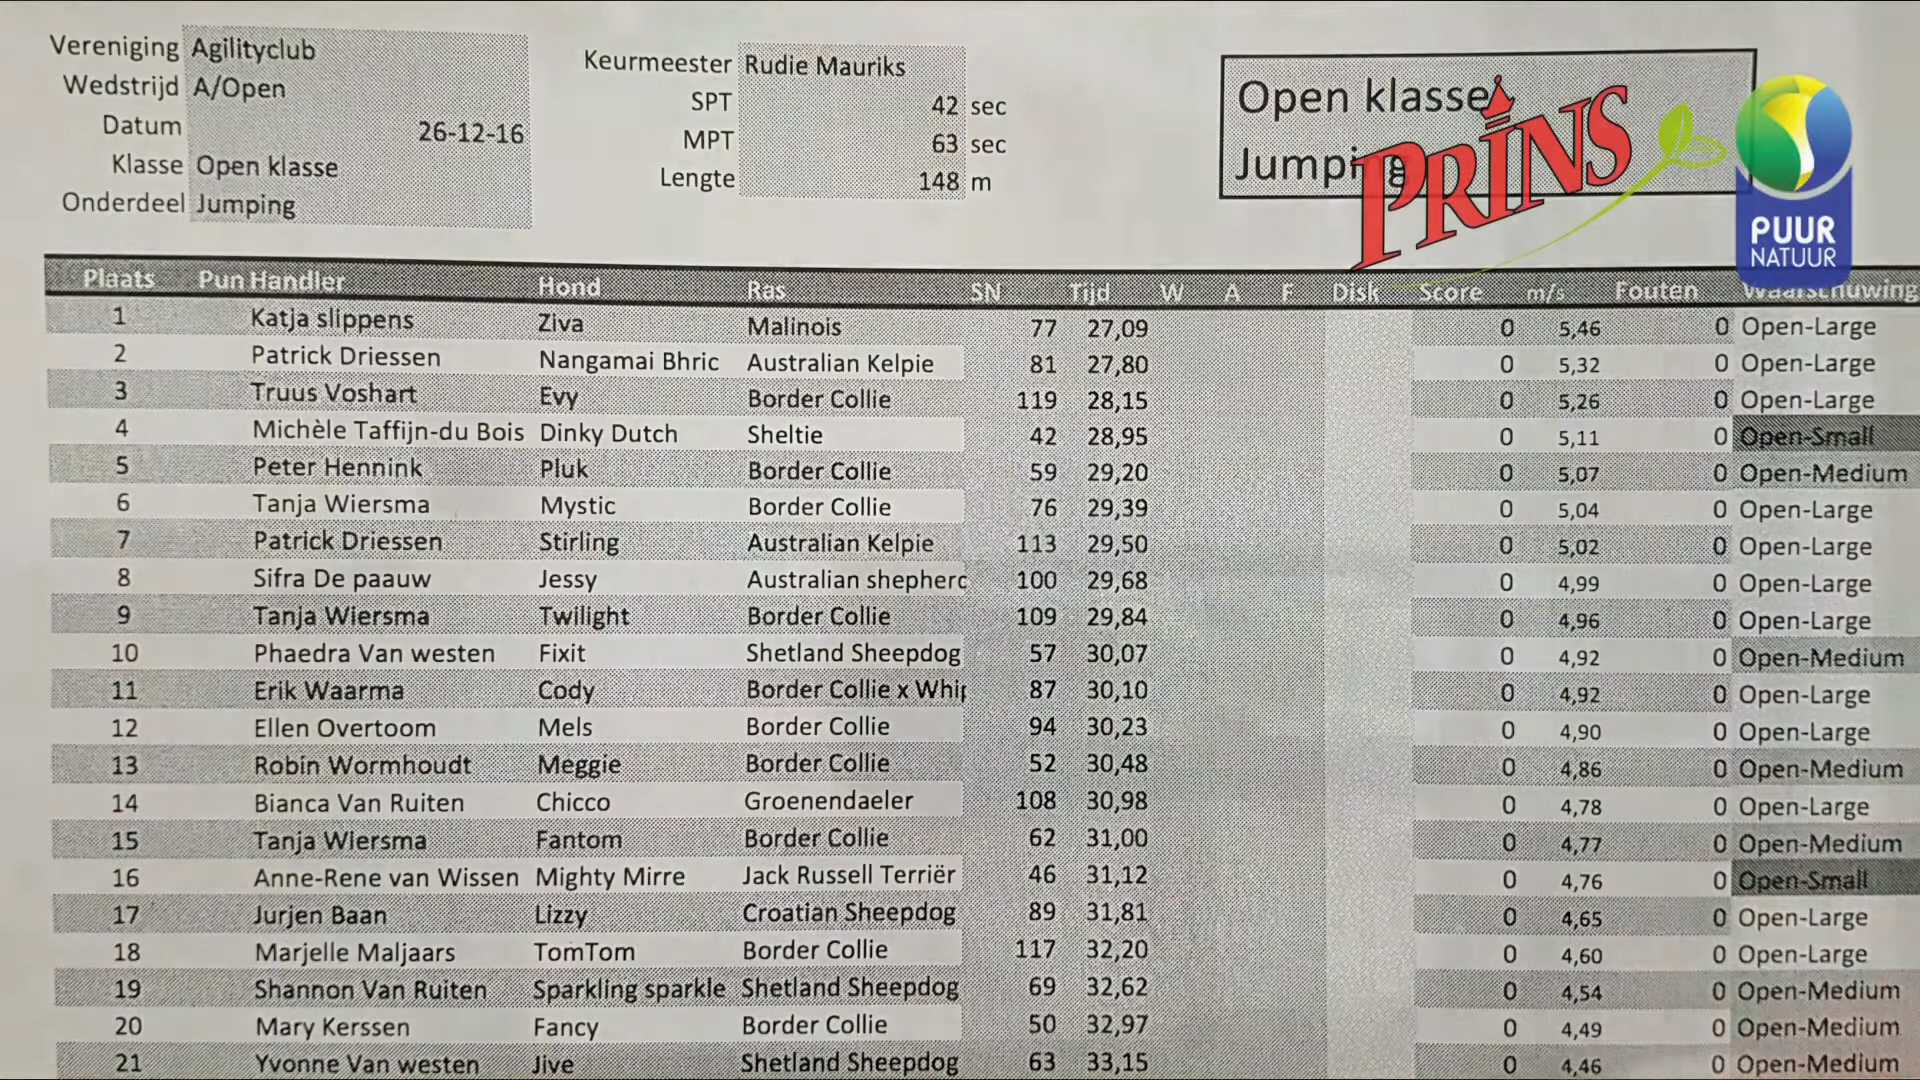 Vereniging Agilityclub
Wedstrijd A/Open
Datum 26-12-16
Klasse Open klasse
Onderdeel Jumping
Keurmeester Rudie Mauriks
SPT 42 sec
MPT 63 sec
Lengte 148 m
Open klasse
Jumping
PRINS
PUUR
NATUUR
Plaats Pun Handler Hond Ras SN Tijd W A F Disk Score m/s Fouten Waarschuwing
1 Katja slippens Ziva Malinois 77 27,09 0 5,46 0 Open-Large
2 Patrick Driessen Nangamai Bhric Australian Kelpie 81 27,80 0 5,32 0 Open-Large
3 Truus Voshart Evy Border Collie 119 28,15 0 5,26 0 Open-Large
4 Michèle Taffijn-du Bois Dinky Dutch Sheltie 42 28,95 0 5,11 0 Open-Small
5 Peter Hennink Pluk Border Collie 59 29,20 0 5,07 0 Open-Medium
6 Tanja Wiersma Mystic Border Collie 76 29,39 0 5,04 0 Open-Large
7 Patrick Driessen Stirling Australian Kelpie 113 29,50 0 5,02 0 Open-Large
8 Sifra De paauw Jessy Australian shepherd 100 29,68 0 4,99 0 Open-Large
9 Tanja Wiersma Twilight Border Collie 109 29,84 0 4,96 0 Open-Large
10 Phaedra Van westen Fixit Shetland Sheepdog 57 30,07 0 4,92 0 Open-Medium
11 Erik Waarma Cody Border Collie x Whip 87 30,10 0 4,92 0 Open-Large
12 Ellen Overtoom Mels Border Collie 94 30,23 0 4,90 0 Open-Large
13 Robin Wormhoudt Meggie Border Collie 52 30,48 0 4,86 0 Open-Medium
14 Bianca Van Ruiten Chicco Groenendaeler 108 30,98 0 4,78 0 Open-Large
15 Tanja Wiersma Fantom Border Collie 62 31,00 0 4,77 0 Open-Medium
16 Anne-Rene van Wissen Mighty Mirre Jack Russell Terriër 46 31,12 0 4,76 0 Open-Small
17 Jurjen Baan Lizzy Croatian Sheepdog 89 31,81 0 4,65 0 Open-Large
18 Marjelle Maljaars TomTom Border Collie 117 32,20 0 4,60 0 Open-Large
19 Shannon Van Ruiten Sparkling sparkle Shetland Sheepdog 69 32,62 0 4,54 0 Open-Medium
20 Mary Kerssen Fancy Border Collie 50 32,97 0 4,49 0 Open-Medium
21 Yvonne Van westen Jive Shetland Sheepdog 63 33,15 0 4,46 0 Open-Medium